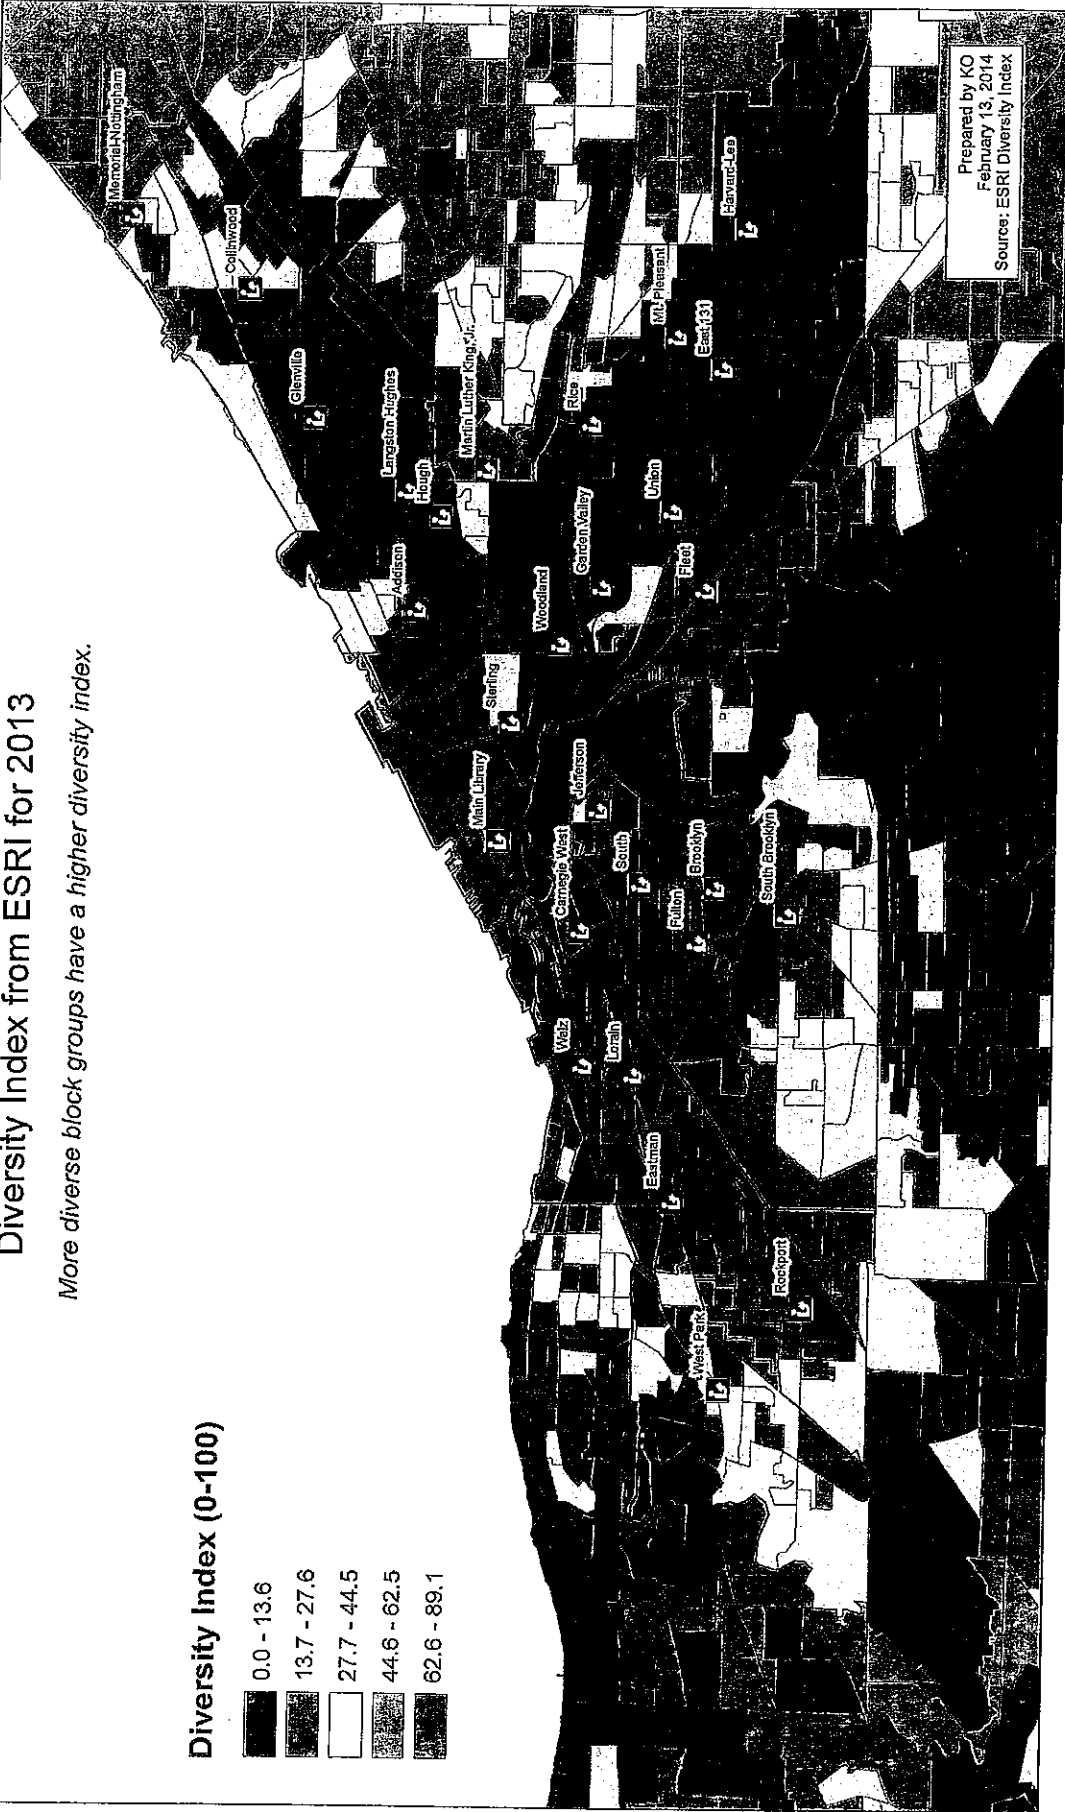 Diversity Index from ESRI for 2013
More diverse block groups have a higher diversity index.
Diversity Index (0-100)
0.0 - 13.6
13.7 - 27.6
27.7 - 44.5
44.6 - 62.5
62.6 - 89.1
Memorial-Nottingham
Collinwood
Glenville
Langston Hughes
Hough
Addison
Martin Luther King, Jr.
Main Library
Sterling
Woodland
Garden Valley
Rice
Mt. Pleasant
Harvard-Lee
East 131
Union
Fleet
Jefferson
Carnegie West
South
Walz
Lorain
Fulton
Brooklyn
South Brooklyn
Eastman
West Park
Rockport
Prepared by KO
February 13, 2014
Source: ESRI Diversity Index